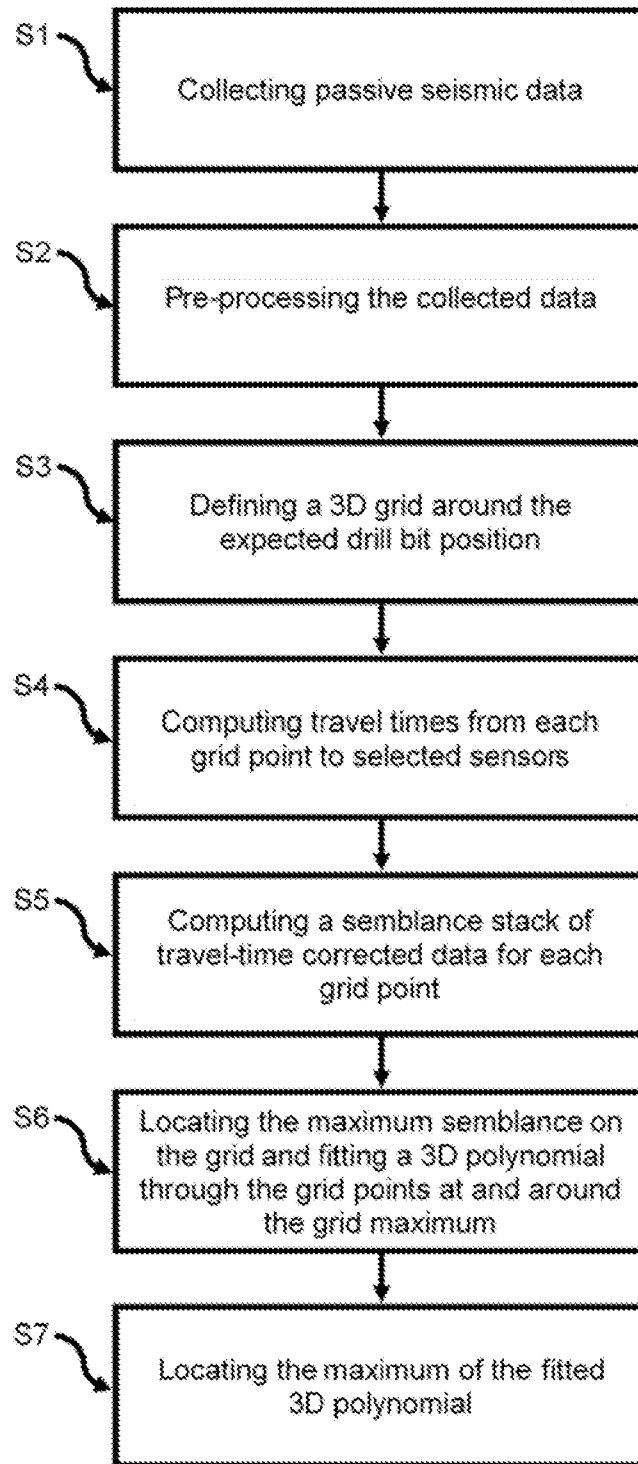 S1
Collecting passive seismic data
S2
Pre-processing the collected data
S3
Defining a 3D grid around the
expected drill bit position
S4
Computing travel times from each
grid point to selected sensors
S5
Computing a semblance stack of
travel-time corrected data for each
grid point
S6
Locating the maximum semblance on
the grid and fitting a 3D polynomial
through the grid points at and around
the grid maximum
S7
Locating the maximum of the fitted
3D polynomial